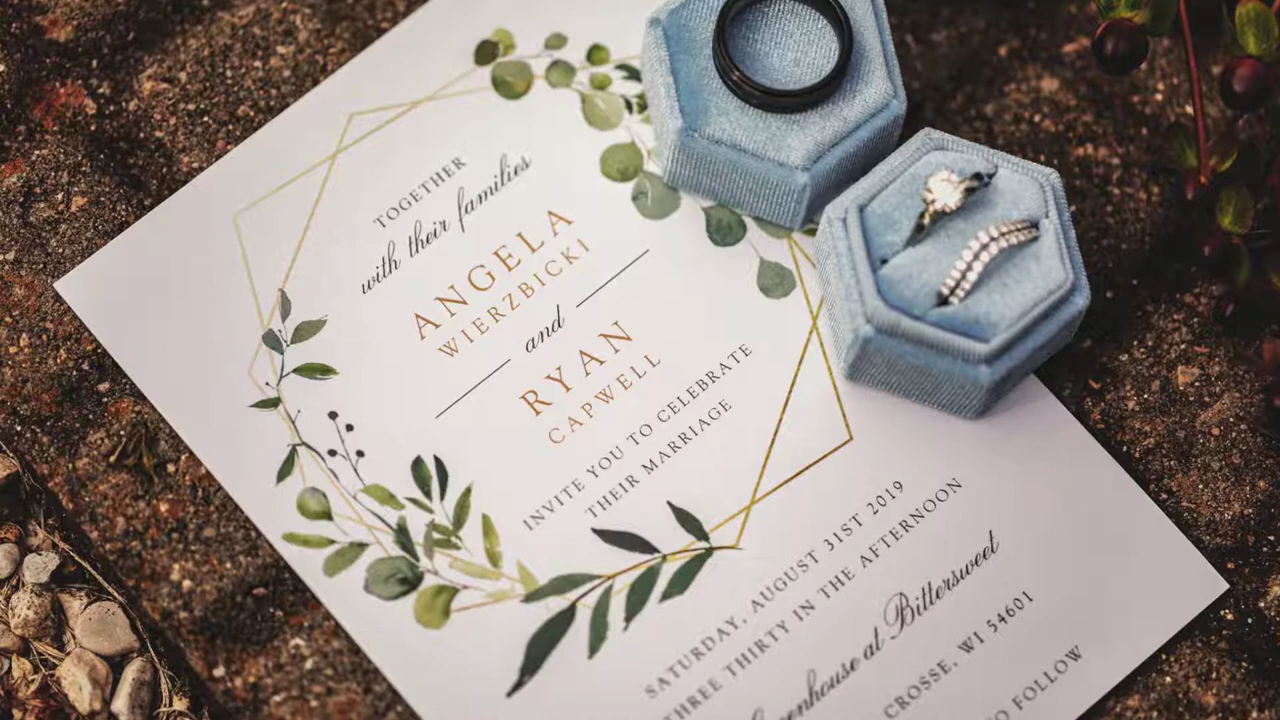 TOGETHER
with their families
ANGELA
WIERZBICKI
and
RYAN
CAPWELL
INVITE YOU TO CELEBRATE
THEIR MARRIAGE
SATURDAY, AUGUST 31ST 2019
THREE THIRTY IN THE AFTERNOON
at Bittersweet
CROSSE, WI 54601
FOLLOW